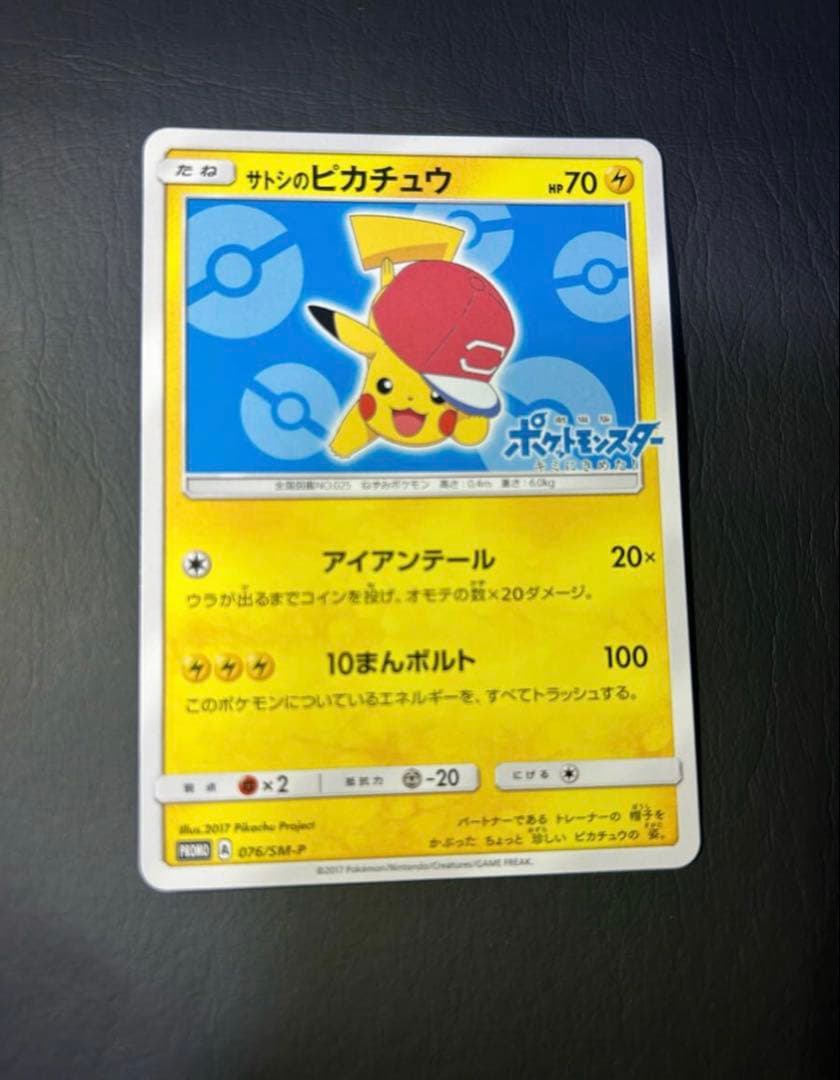 たね サトシのピカチュウ HP70
劇場版
ポケットモンスター
キミにきめた!
全国図鑑NO.025 ねずみポケモン 高さ:0.4m 重さ:6.0kg
アイアンテール 20×
ウラが出るまでコインを投げ、オモテの数×20ダメージ。
10まんボルト 100
このポケモンについているエネルギーを、すべてトラッシュする。
弱点 ×2 抵抗力 -20 にげる
Illus.2017 Pikachu Project
パートナーである トレーナーの 帽子を
かぶった ちょっと 珍しい ピカチュウの 姿。
PROMO A 076/SM-P
©2017 Pokémon/Nintendo/Creatures/GAME FREAK.